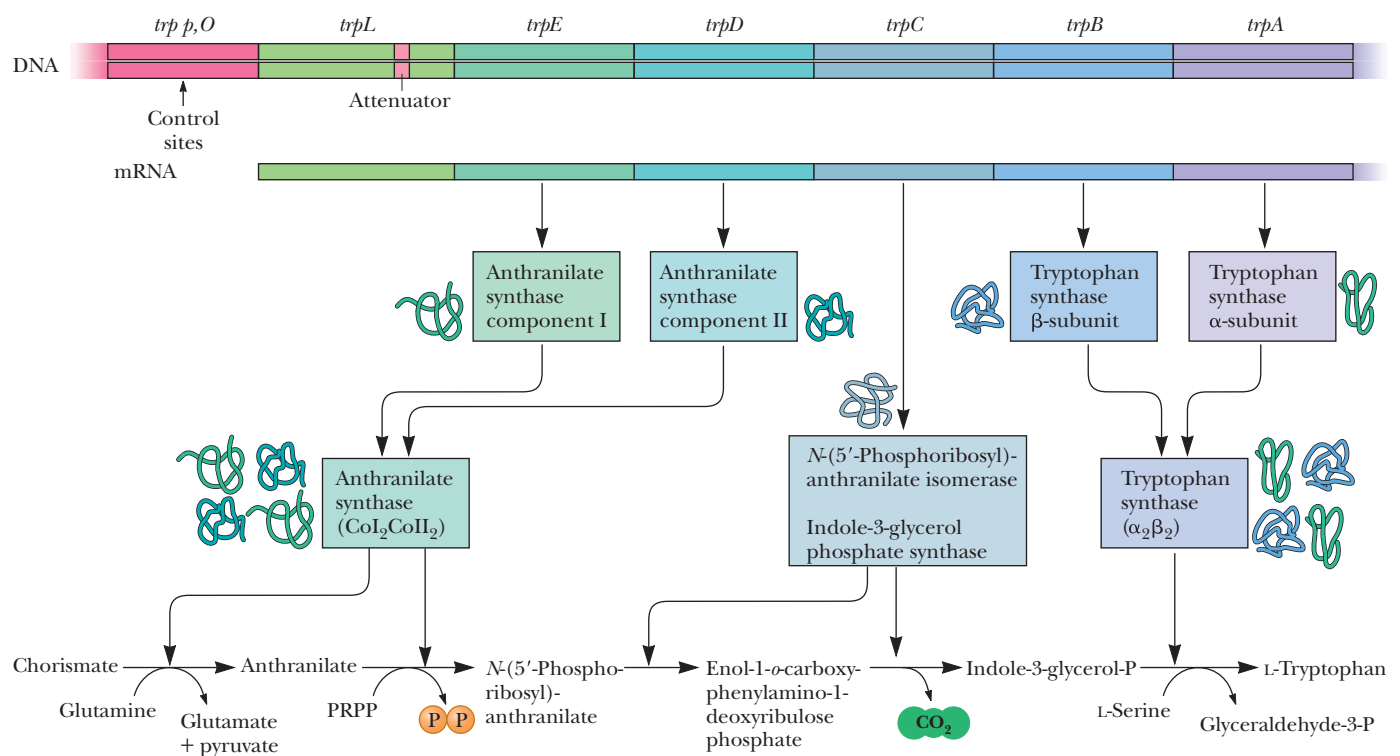 trp p,O trpL trpE trpD trpC trpB trpA
DNA
Attenuator
Control
sites
mRNA
Anthranilate
synthase
component I
Anthranilate
synthase
component II
Tryptophan
synthase
β-subunit
Tryptophan
synthase
α-subunit
Anthranilate
synthase
(CoI₂CoII₂)
N-(5′-Phosphoribosyl)-
anthranilate isomerase
Indole-3-glycerol
phosphate synthase
Tryptophan
synthase
(α₂β₂)
Chorismate
Glutamine
Glutamate
+ pyruvate
Anthranilate
PRPP
P P
N-(5′-Phospho-
ribosyl)-
anthranilate
Enol-1-o-carboxy-
phenylamino-1-
deoxyribulose
phosphate
CO₂
Indole-3-glycerol-P
L-Serine
Glyceraldehyde-3-P
L-Tryptophan